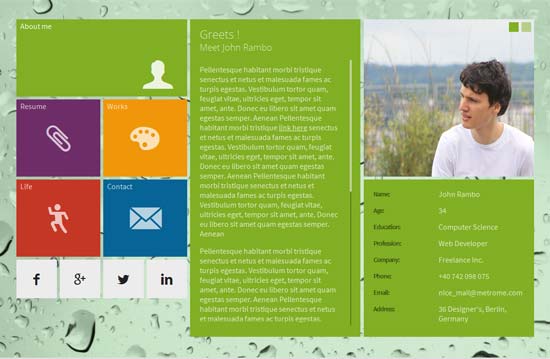 About me
Resume
Works
Life
Contact
f
g+
in
Greets !
Meet John Rambo
Pellentesque habitant morbi tristique
senectus et netus et malesuada fames ac
turpis egestas. Vestibulum tortor quam,
feugiat vitae, ultricies eget, tempor sit
amet, ante. Donec eu libero sit amet quam
egestas semper. Aenean Pellentesque
habitant morbi tristique link here senectus
et netus et malesuada fames ac turpis
egestas. Vestibulum tortor quam, feugiat
vitae, ultricies eget, tempor sit amet,
ante. Donec eu libero sit amet quam egestas
semper. Pellentesque habitant morbi
tristique senectus et netus et malesuada
fames ac turpis egestas. Vestibulum tortor
quam, feugiat vitae, ultricies eget,
tempor sit amet, ante. Donec eu libero
Aenean
Pellentesque habitant morbi tristique
senectus et netus et malesuada fames ac
turpis egestas. Vestibulum tortor quam,
feugiat vitae, ultricies eget, tempor sit
amet, ante. Donec eu libero sit amet quam
egestas semper. Aenean Pellentesque
habitant morbi tristique senectus et netus
et malesuada fames ac turpis egestas.
Name: John Rambo
Age: 34
Education: Computer Science
Profession: Web Developer
Company: Freelance Inc.
Phone: +40 742 098 075
Email: nice_mail@metrome.com
Address: 36 Designer's, Berlin,
Germany